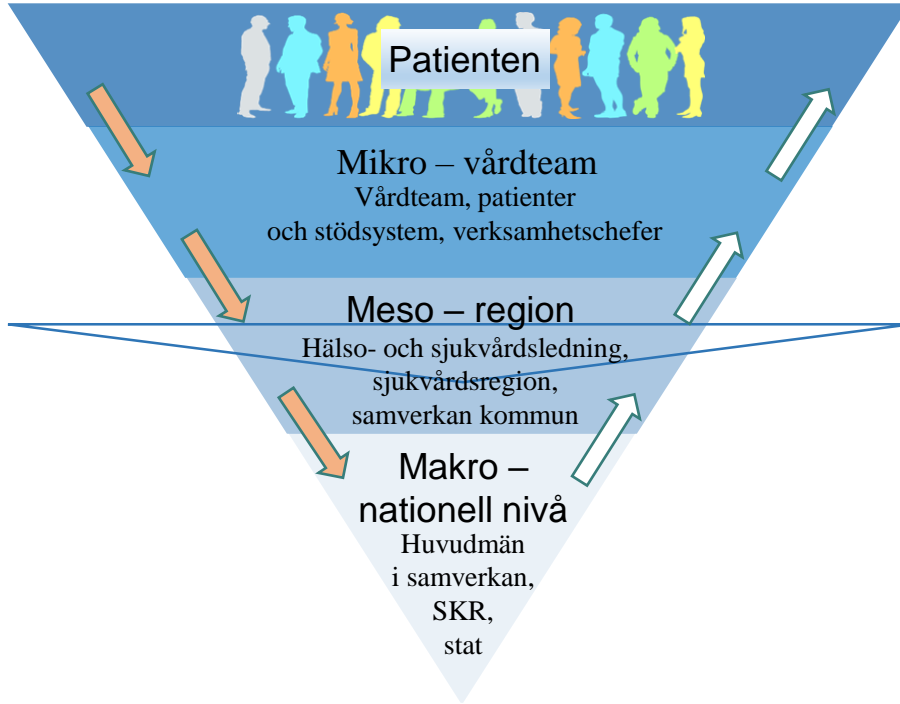 Patienten
Mikro – vårdteam
Vårdteam, patienter
och stödsystem, verksamhetschefer
Meso – region
Hälso- och sjukvårdsledning,
sjukvårdsregion,
samverkan kommun
Makro –
nationell nivå
Huvudmän
i samverkan,
SKR,
stat